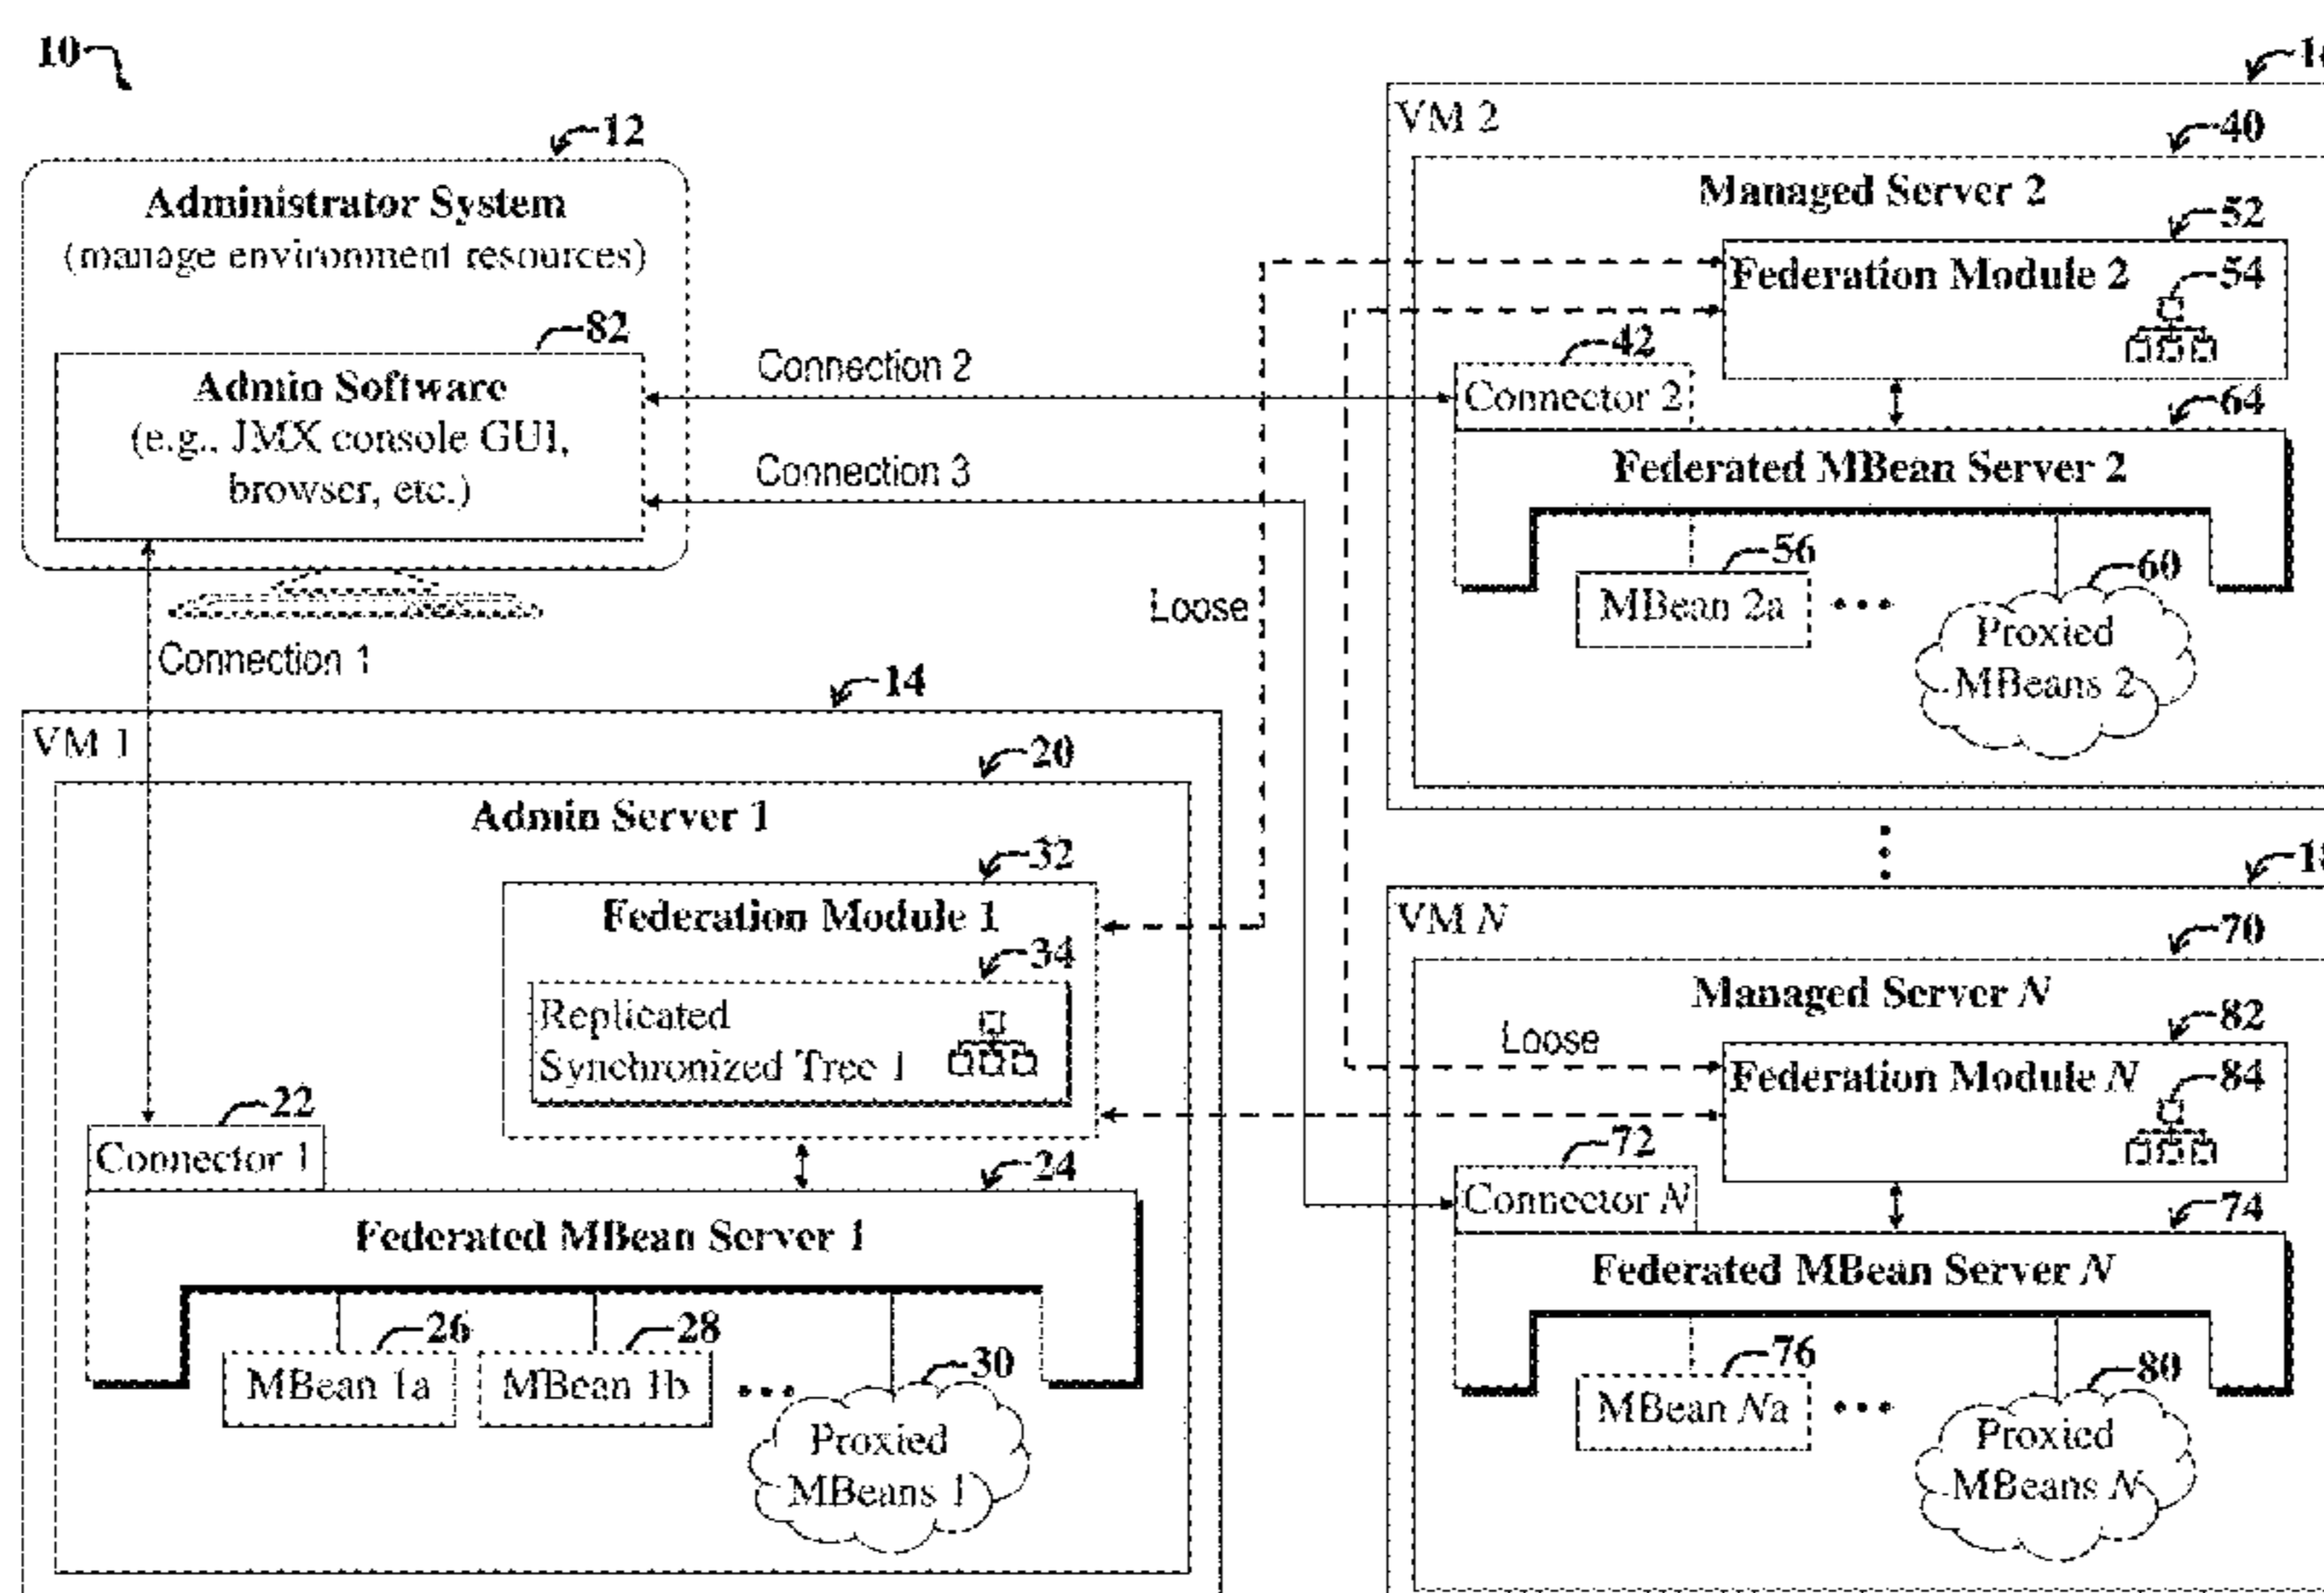 10
12
Administrator System
(manage environment resources)
82
Admin Software
(e.g., JMX console GUI,
browser, etc.)
Connection 2
Connection 3
Connection 1
Loose
14
VM 1
20
Admin Server 1
32
Federation Module 1
34
Replicated
Synchronized Tree 1
22
Connector 1
24
Federated MBean Server 1
26
MBean 1a
28
MBean 1b
30
Proxied
MBeans 1
VM 2
40
Managed Server 2
52
Federation Module 2
54
42
Connector 2
64
Federated MBean Server 2
56
MBean 2a
60
Proxied
MBeans 2
VM N
70
Managed Server N
82
Loose
Federation Module N
84
72
Connector N
74
Federated MBean Server N
76
MBean Na
80
Proxied
MBeans N